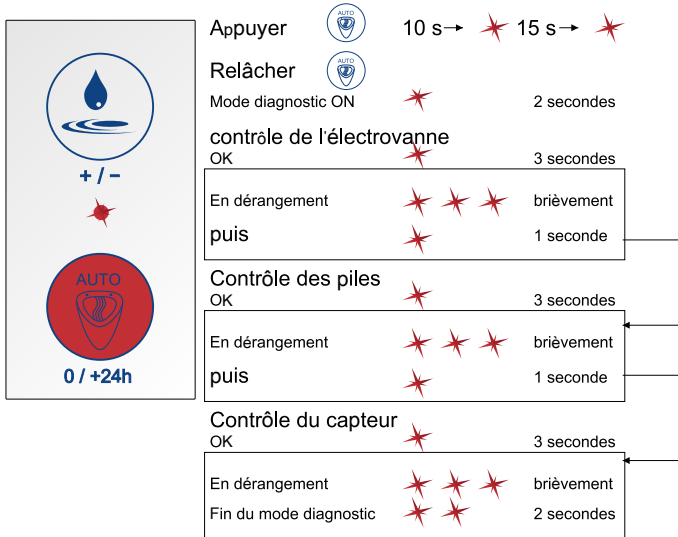 Appuyer AUTO 10 s→ 15 s→
Relâcher AUTO
Mode diagnostic ON 2 secondes
contrôle de l'électrovanne
OK 3 secondes
+ / −
En dérangement brièvement
puis 1 seconde
AUTO
0 / +24h
Contrôle des piles
OK 3 secondes
En dérangement brièvement
puis 1 seconde
Contrôle du capteur
OK 3 secondes
En dérangement brièvement
Fin du mode diagnostic 2 secondes